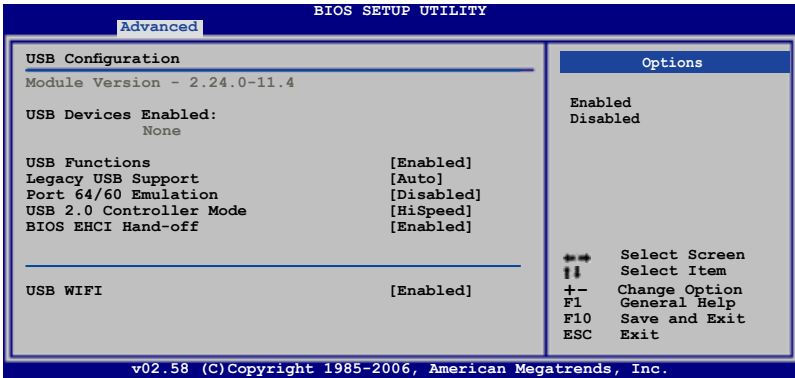 BIOS SETUP UTILITY
Advanced
USB Configuration
Module Version - 2.24.0-11.4
USB Devices Enabled:
None
USB Functions [Enabled]
Legacy USB Support [Auto]
Port 64/60 Emulation [Disabled]
USB 2.0 Controller Mode [HiSpeed]
BIOS EHCI Hand-off [Enabled]
USB WIFI [Enabled]
Options
Enabled
Disabled
←→ Select Screen
↑↓ Select Item
+- Change Option
F1 General Help
F10 Save and Exit
ESC Exit
v02.58 (C)Copyright 1985-2006, American Megatrends, Inc.